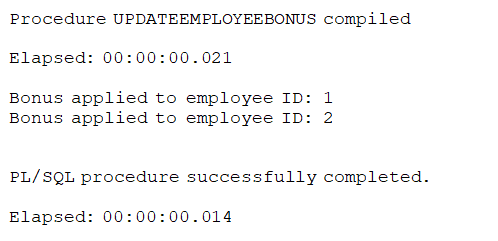 Procedure UPDATEEMPLOYEEBONUS compiled
Elapsed: 00:00:00.021
Bonus applied to employee ID: 1
Bonus applied to employee ID: 2
PL/SQL procedure successfully completed.
Elapsed: 00:00:00.014